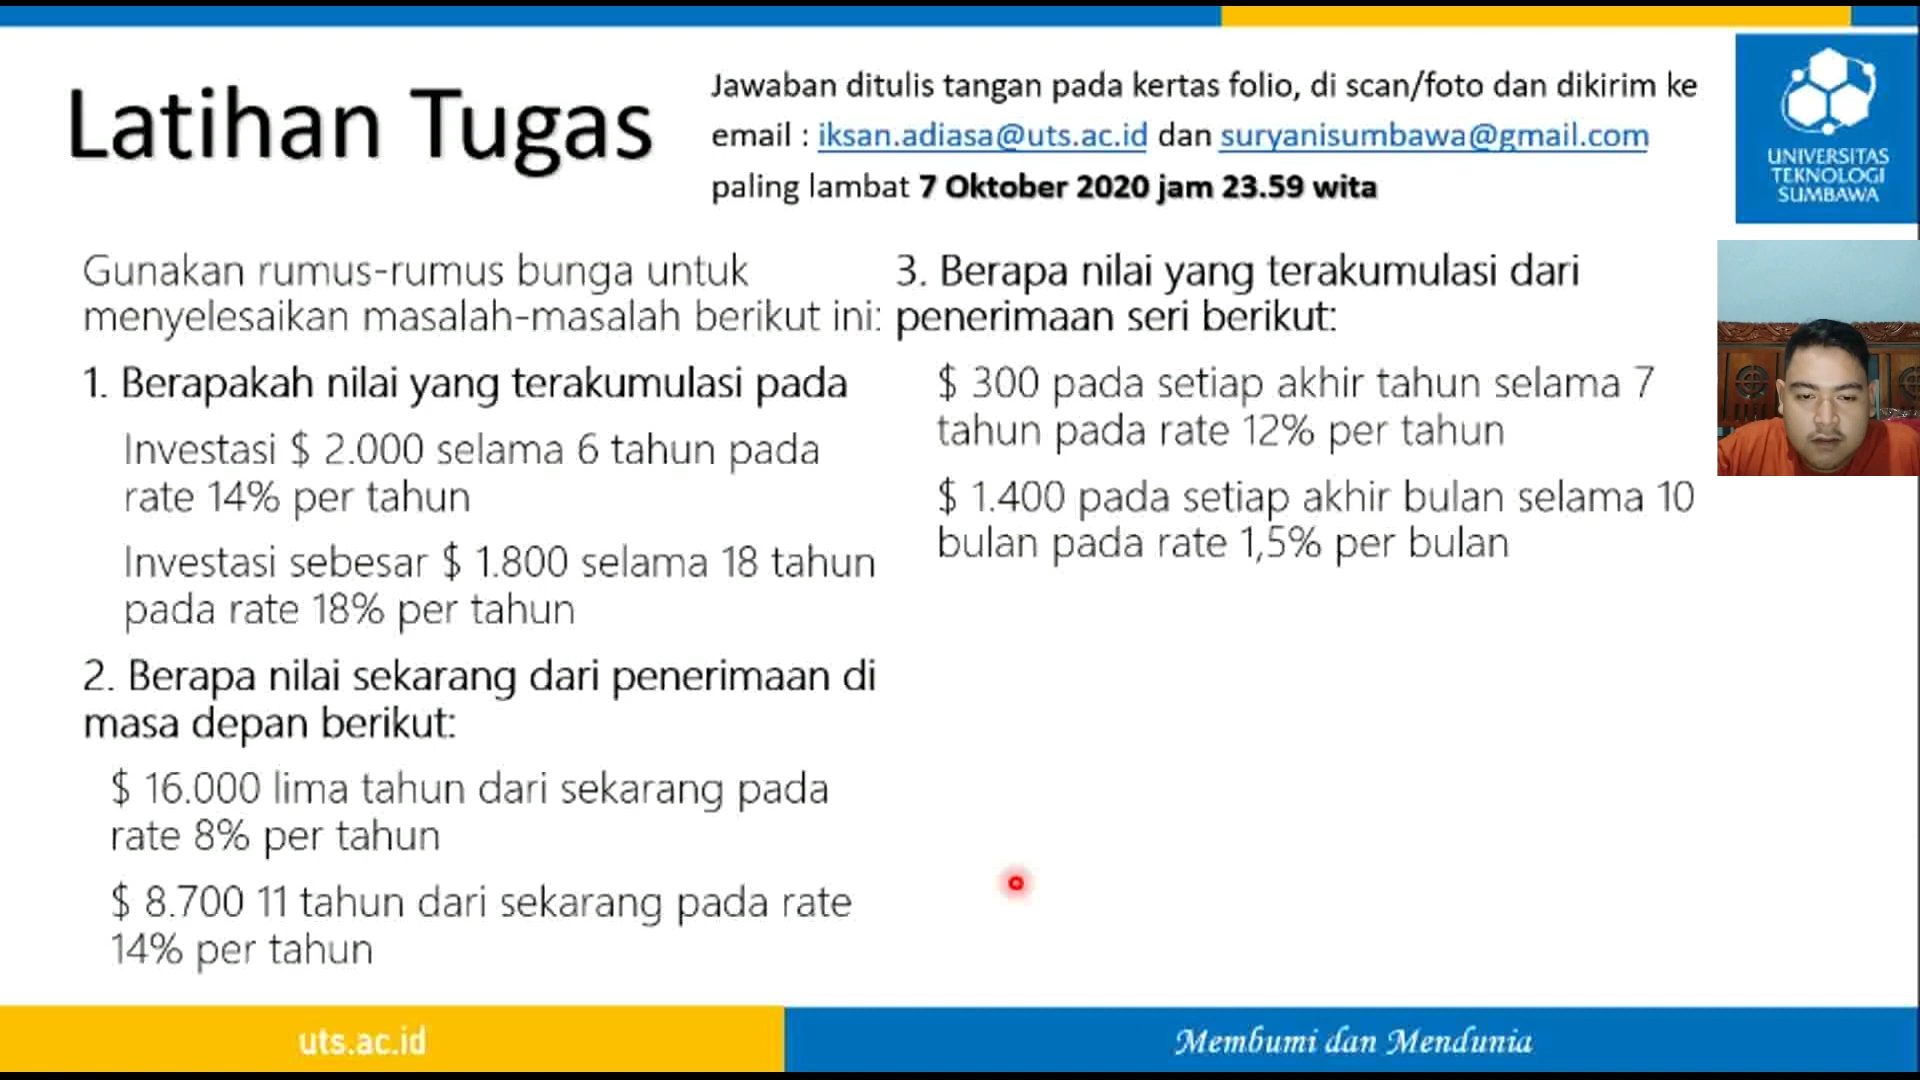 Latihan Tugas
Jawaban ditulis tangan pada kertas folio, di scan/foto dan dikirim ke
email : iksan.adiasa@uts.ac.id dan suryanisumbawa@gmail.com
paling lambat 7 Oktober 2020 jam 23.59 wita
UNIVERSITAS
TEKNOLOGI
SUMBAWA
Gunakan rumus-rumus bunga untuk
menyelesaikan masalah-masalah berikut ini:
1. Berapakah nilai yang terakumulasi pada
Investasi $ 2.000 selama 6 tahun pada
rate 14% per tahun
Investasi sebesar $ 1.800 selama 18 tahun
pada rate 18% per tahun
2. Berapa nilai sekarang dari penerimaan di
masa depan berikut:
$ 16.000 lima tahun dari sekarang pada
rate 8% per tahun
$ 8.700 11 tahun dari sekarang pada rate
14% per tahun
3. Berapa nilai yang terakumulasi dari
penerimaan seri berikut:
$ 300 pada setiap akhir tahun selama 7
tahun pada rate 12% per tahun
$ 1.400 pada setiap akhir bulan selama 10
bulan pada rate 1,5% per bulan
uts.ac.id
Membumi dan Mendunia